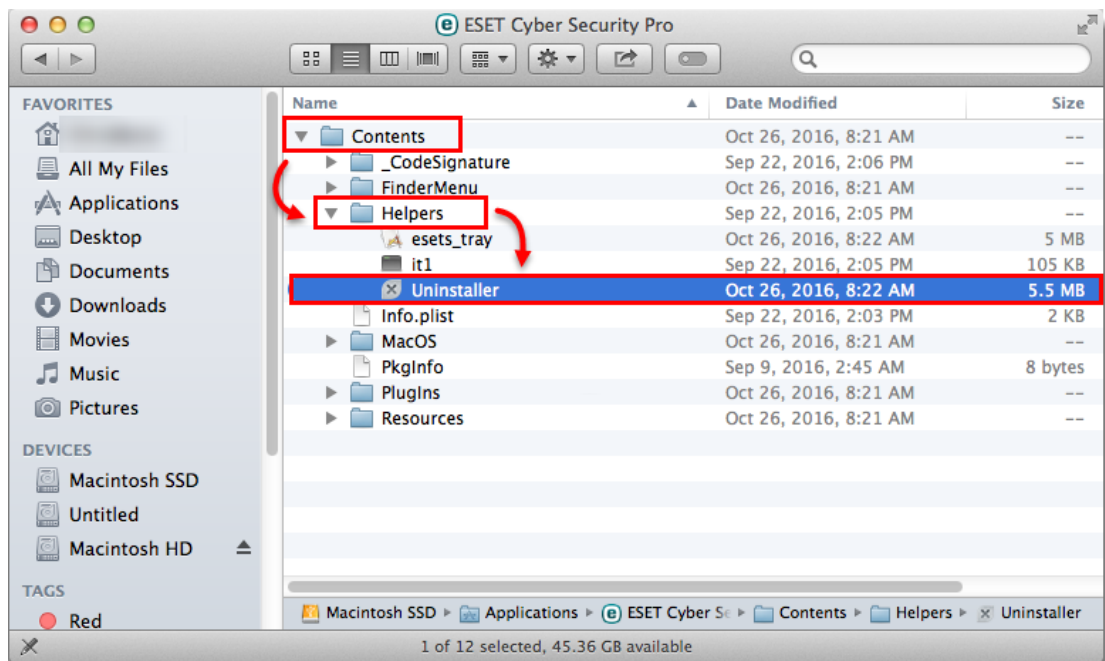 ESET Cyber Security Pro
FAVORITES
All My Files
Applications
Desktop
Documents
Downloads
Movies
Music
Pictures
DEVICES
Macintosh SSD
Untitled
Macintosh HD
TAGS
Red
Name Date Modified Size
Contents Oct 26, 2016, 8:21 AM --
_CodeSignature Sep 22, 2016, 2:06 PM --
FinderMenu Oct 26, 2016, 8:21 AM --
Helpers Sep 22, 2016, 2:05 PM --
esets_tray Oct 26, 2016, 8:22 AM 5 MB
it1 Sep 22, 2016, 2:05 PM 105 KB
Uninstaller Oct 26, 2016, 8:22 AM 5.5 MB
Info.plist Sep 22, 2016, 2:03 PM 2 KB
MacOS Oct 26, 2016, 8:21 AM --
PkgInfo Sep 9, 2016, 2:45 AM 8 bytes
PlugIns Oct 26, 2016, 8:21 AM --
Resources Oct 26, 2016, 8:21 AM --
Macintosh SSD Applications ESET Cyber Se Contents Helpers Uninstaller
1 of 12 selected, 45.36 GB available